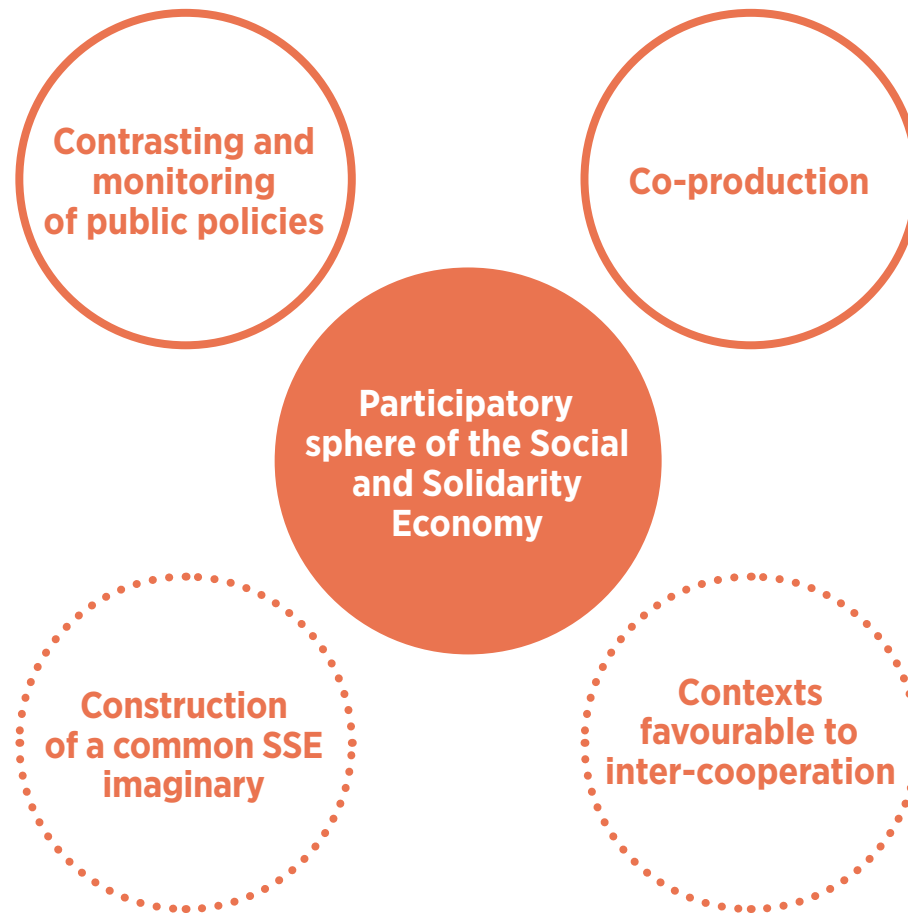 Contrasting and
monitoring
of public policies
Co-production
Participatory
sphere of the Social
and Solidarity
Economy
Construction
of a common SSE
imaginary
Contexts
favourable to
inter-cooperation